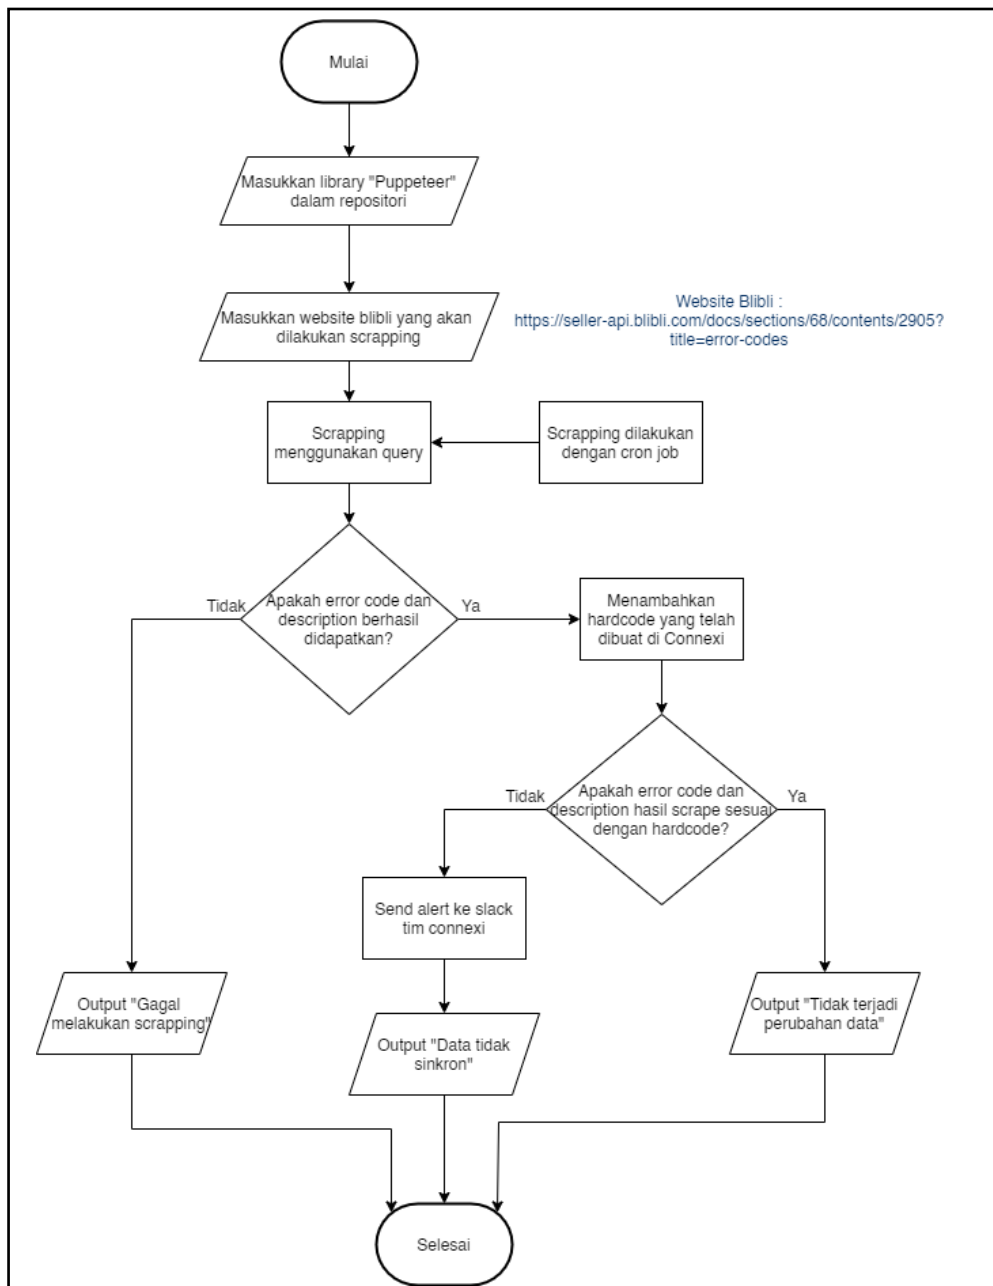 Mulai
Masukkan library "Puppeteer"
dalam repositori
Masukkan website blibli yang akan
dilakukan scrapping
Website Blibli :
https://seller-api.blibli.com/docs/sections/68/contents/2905?
title=error-codes
Scrapping
menggunakan query
Scrapping dilakukan
dengan cron job
Tidak
Apakah error code dan
description berhasil
didapatkan?
Ya
Menambahkan
hardcode yang telah
dibuat di Connexi
Tidak
Apakah error code dan
description hasil scrape sesuai
dengan hardcode?
Ya
Send alert ke slack
tim connexi
Output "Gagal
melakukan scrapping"
Output "Data tidak
sinkron"
Output "Tidak terjadi
perubahan data"
Selesai